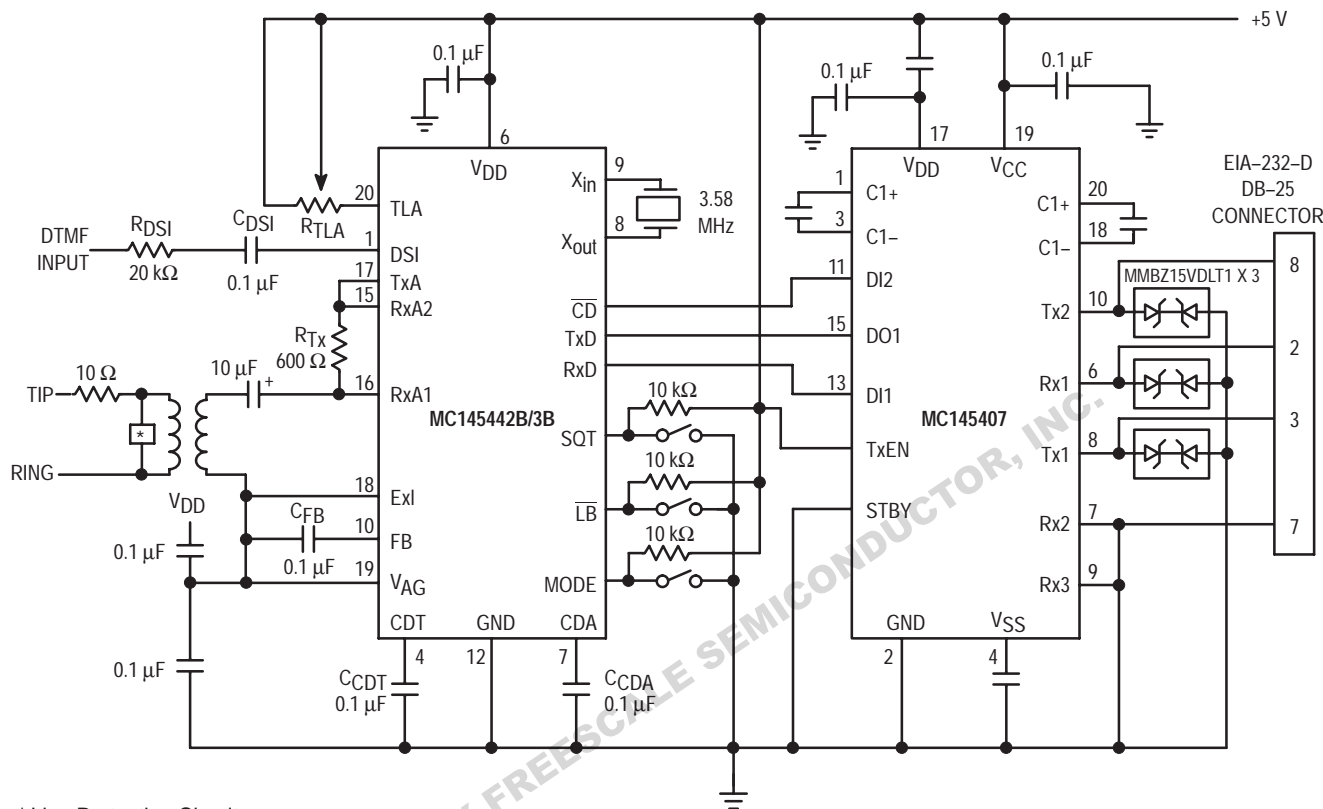 +5 V
0.1 µF
0.1 µF
0.1 µF
6
17
19
VDD
VDD
VCC
EIA–232–D
DB–25
CONNECTOR
9
Xin
3.58
MHz
8
Xout
1
C1+
3
C1–
20
C1+
18
C1–
20
TLA
RTLA
DTMF
INPUT
RDSI
20 kΩ
CDSI
0.1 µF
1
DSI
17
TxA
15
RxA2
RTx
600 Ω
CD
TxD
RxD
11
DI2
15
DO1
13
DI1
MMBZ15VDLT1 X 3
Tx2
10
8
Rx1
6
2
Tx1
8
3
TIP
10 Ω
10 µF
+
16
RxA1
*
RING
MC145442B/3B
MC145407
SQT
10 kΩ
LB
10 kΩ
MODE
10 kΩ
TxEN
STBY
Rx2
7
7
Rx3
9
18
ExI
VDD
CFB
0.1 µF
10
FB
0.1 µF
19
VAG
CDT
GND
CDA
GND
VSS
4
12
7
2
4
0.1 µF
CCDT
0.1 µF
CCDA
0.1 µF
FREESCALE SEMICONDUCTOR, INC.